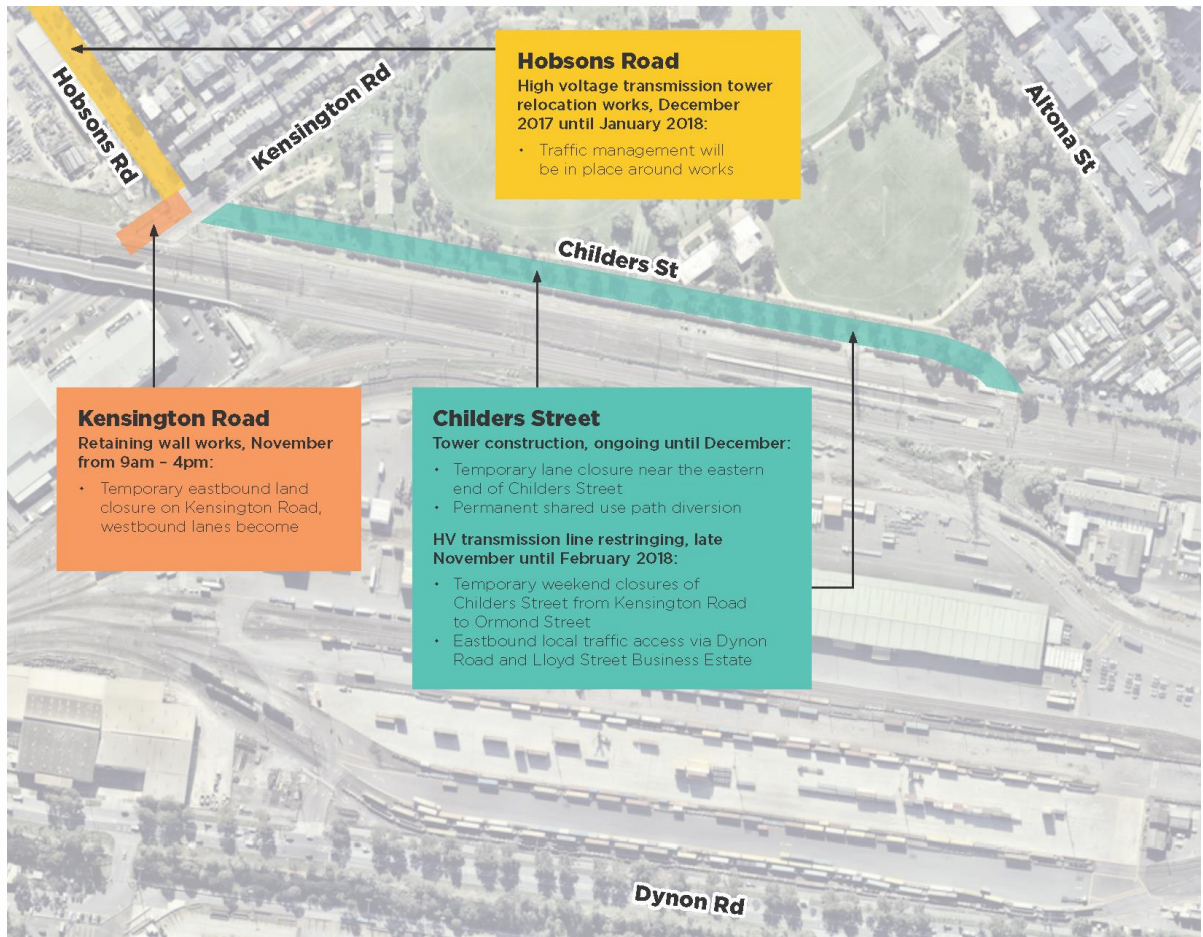 Hobsons Road
High voltage transmission tower
relocation works, December
2017 until January 2018:
• Traffic management will
be in place around works
Hobsons Rd
Kensington Rd
Altona St
Childers St
Kensington Road
Retaining wall works, November
from 9am – 4pm:
• Temporary eastbound land
closure on Kensington Road,
westbound lanes become
Childers Street
Tower construction, ongoing until December:
• Temporary lane closure near the eastern
end of Childers Street
• Permanent shared use path diversion
HV transmission line restringing, late
November until February 2018:
• Temporary weekend closures of
Childers Street from Kensington Road
to Ormond Street
• Eastbound local traffic access via Dynon
Road and Lloyd Street Business Estate
Dynon Rd